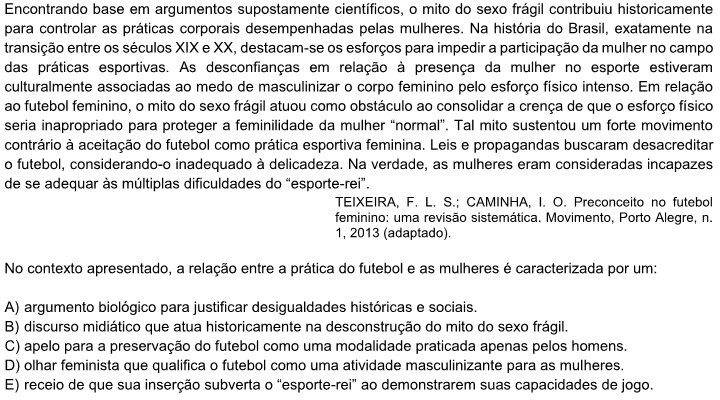 Encontrando base em argumentos supostamente científicos, o mito do sexo frágil contribuiu historicamente
para controlar as práticas corporais desempenhadas pelas mulheres. Na história do Brasil, exatamente na
transição entre os séculos XIX e XX, destacam-se os esforços para impedir a participação da mulher no campo
das práticas esportivas. As desconfianças em relação à presença da mulher no esporte estiveram
culturalmente associadas ao medo de masculinizar o corpo feminino pelo esforço físico intenso. Em relação
ao futebol feminino, o mito do sexo frágil atuou como obstáculo ao consolidar a crença de que o esforço físico
seria inapropriado para proteger a feminilidade da mulher “normal”. Tal mito sustentou um forte movimento
contrário à aceitação do futebol como prática esportiva feminina. Leis e propagandas buscaram desacreditar
o futebol, considerando-o inadequado à delicadeza. Na verdade, as mulheres eram consideradas incapazes
de se adequar às múltiplas dificuldades do “esporte-rei”.
TEIXEIRA, F. L. S.; CAMINHA, I. O. Preconceito no futebol
feminino: uma revisão sistemática. Movimento, Porto Alegre, n.
1, 2013 (adaptado).
No contexto apresentado, a relação entre a prática do futebol e as mulheres é caracterizada por um:
A) argumento biológico para justificar desigualdades históricas e sociais.
B) discurso midiático que atua historicamente na desconstrução do mito do sexo frágil.
C) apelo para a preservação do futebol como uma modalidade praticada apenas pelos homens.
D) olhar feminista que qualifica o futebol como uma atividade masculinizante para as mulheres.
E) receio de que sua inserção subverta o “esporte-rei” ao demonstrarem suas capacidades de jogo.